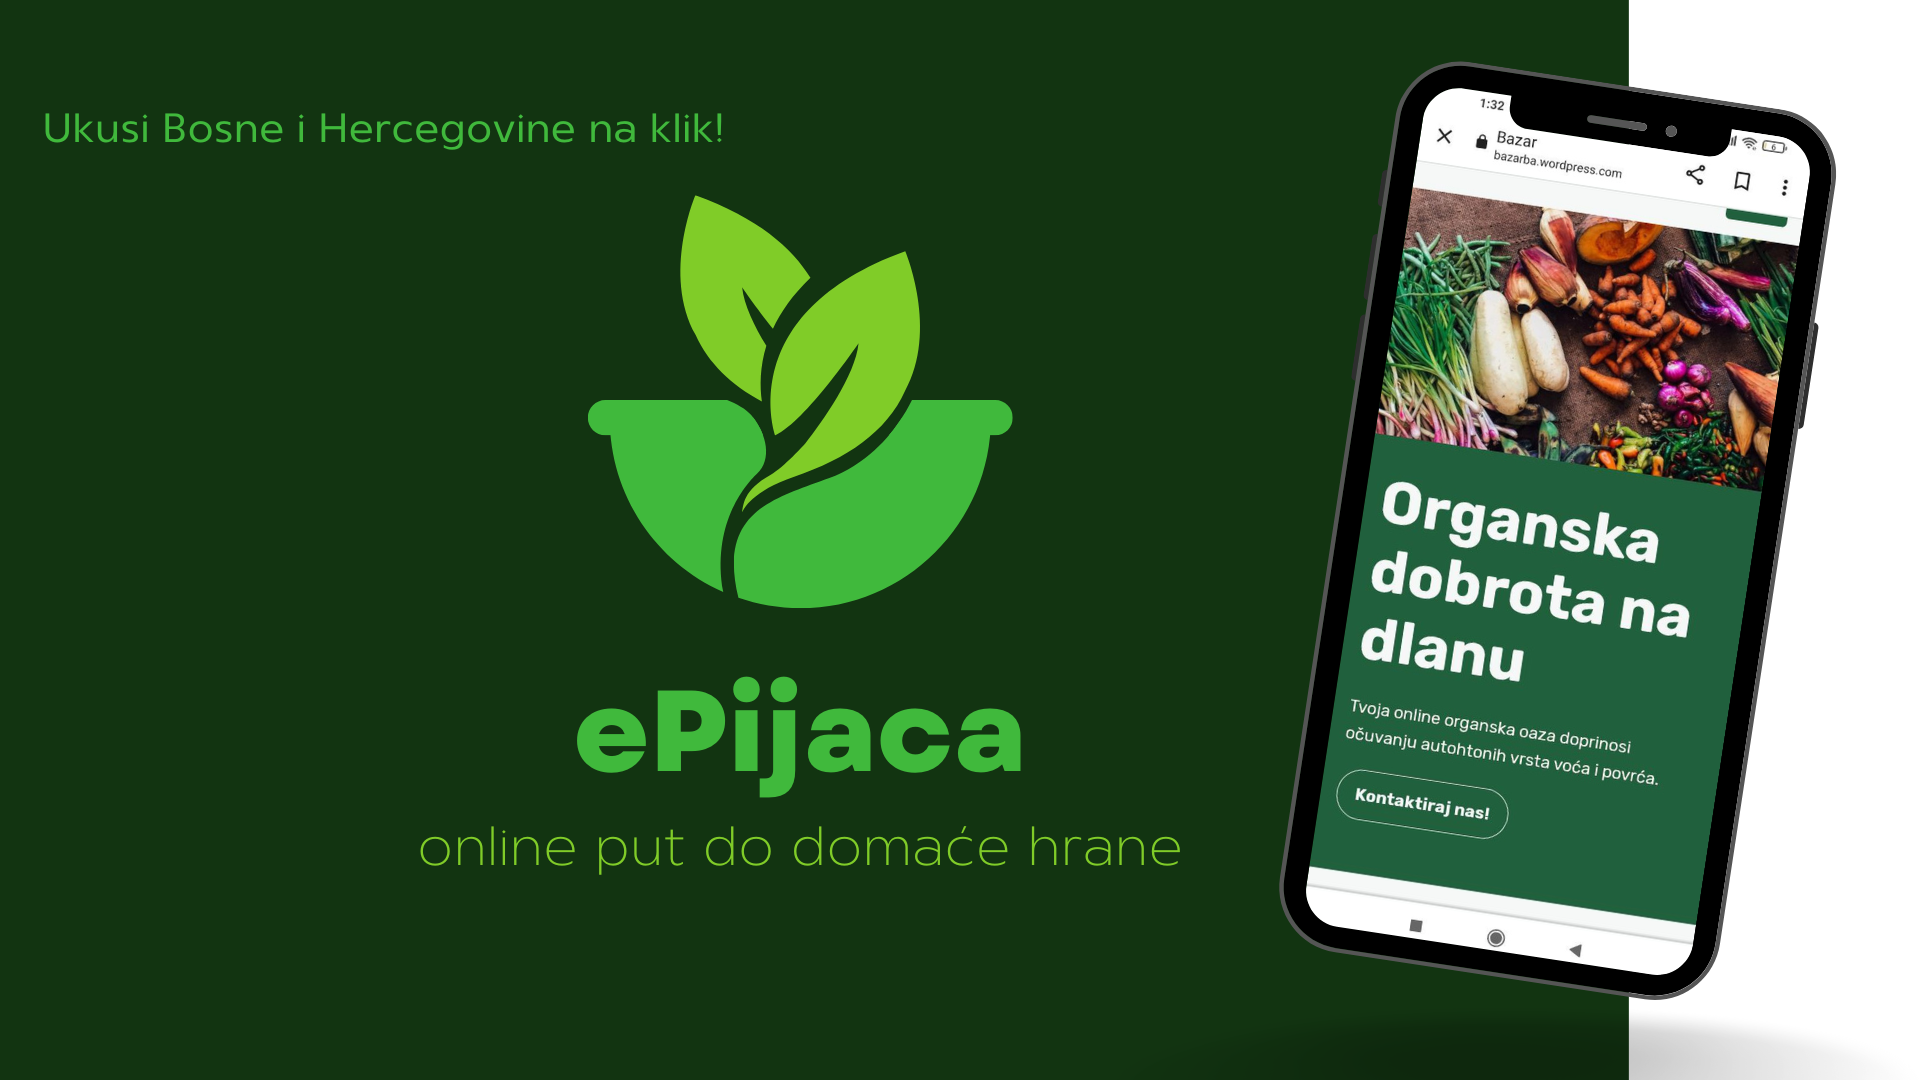 Ukusi Bosne i Hercegovine na klik!
ePijaca
online put do domaće hrane
1:32
6
Bazar
bazarba.wordpress.com
Organska
dobrota na
dlanu
Tvoja online organska oaza doprinosi
očuvanju autohtonih vrsta voća i povrća.
Kontaktiraj nas!